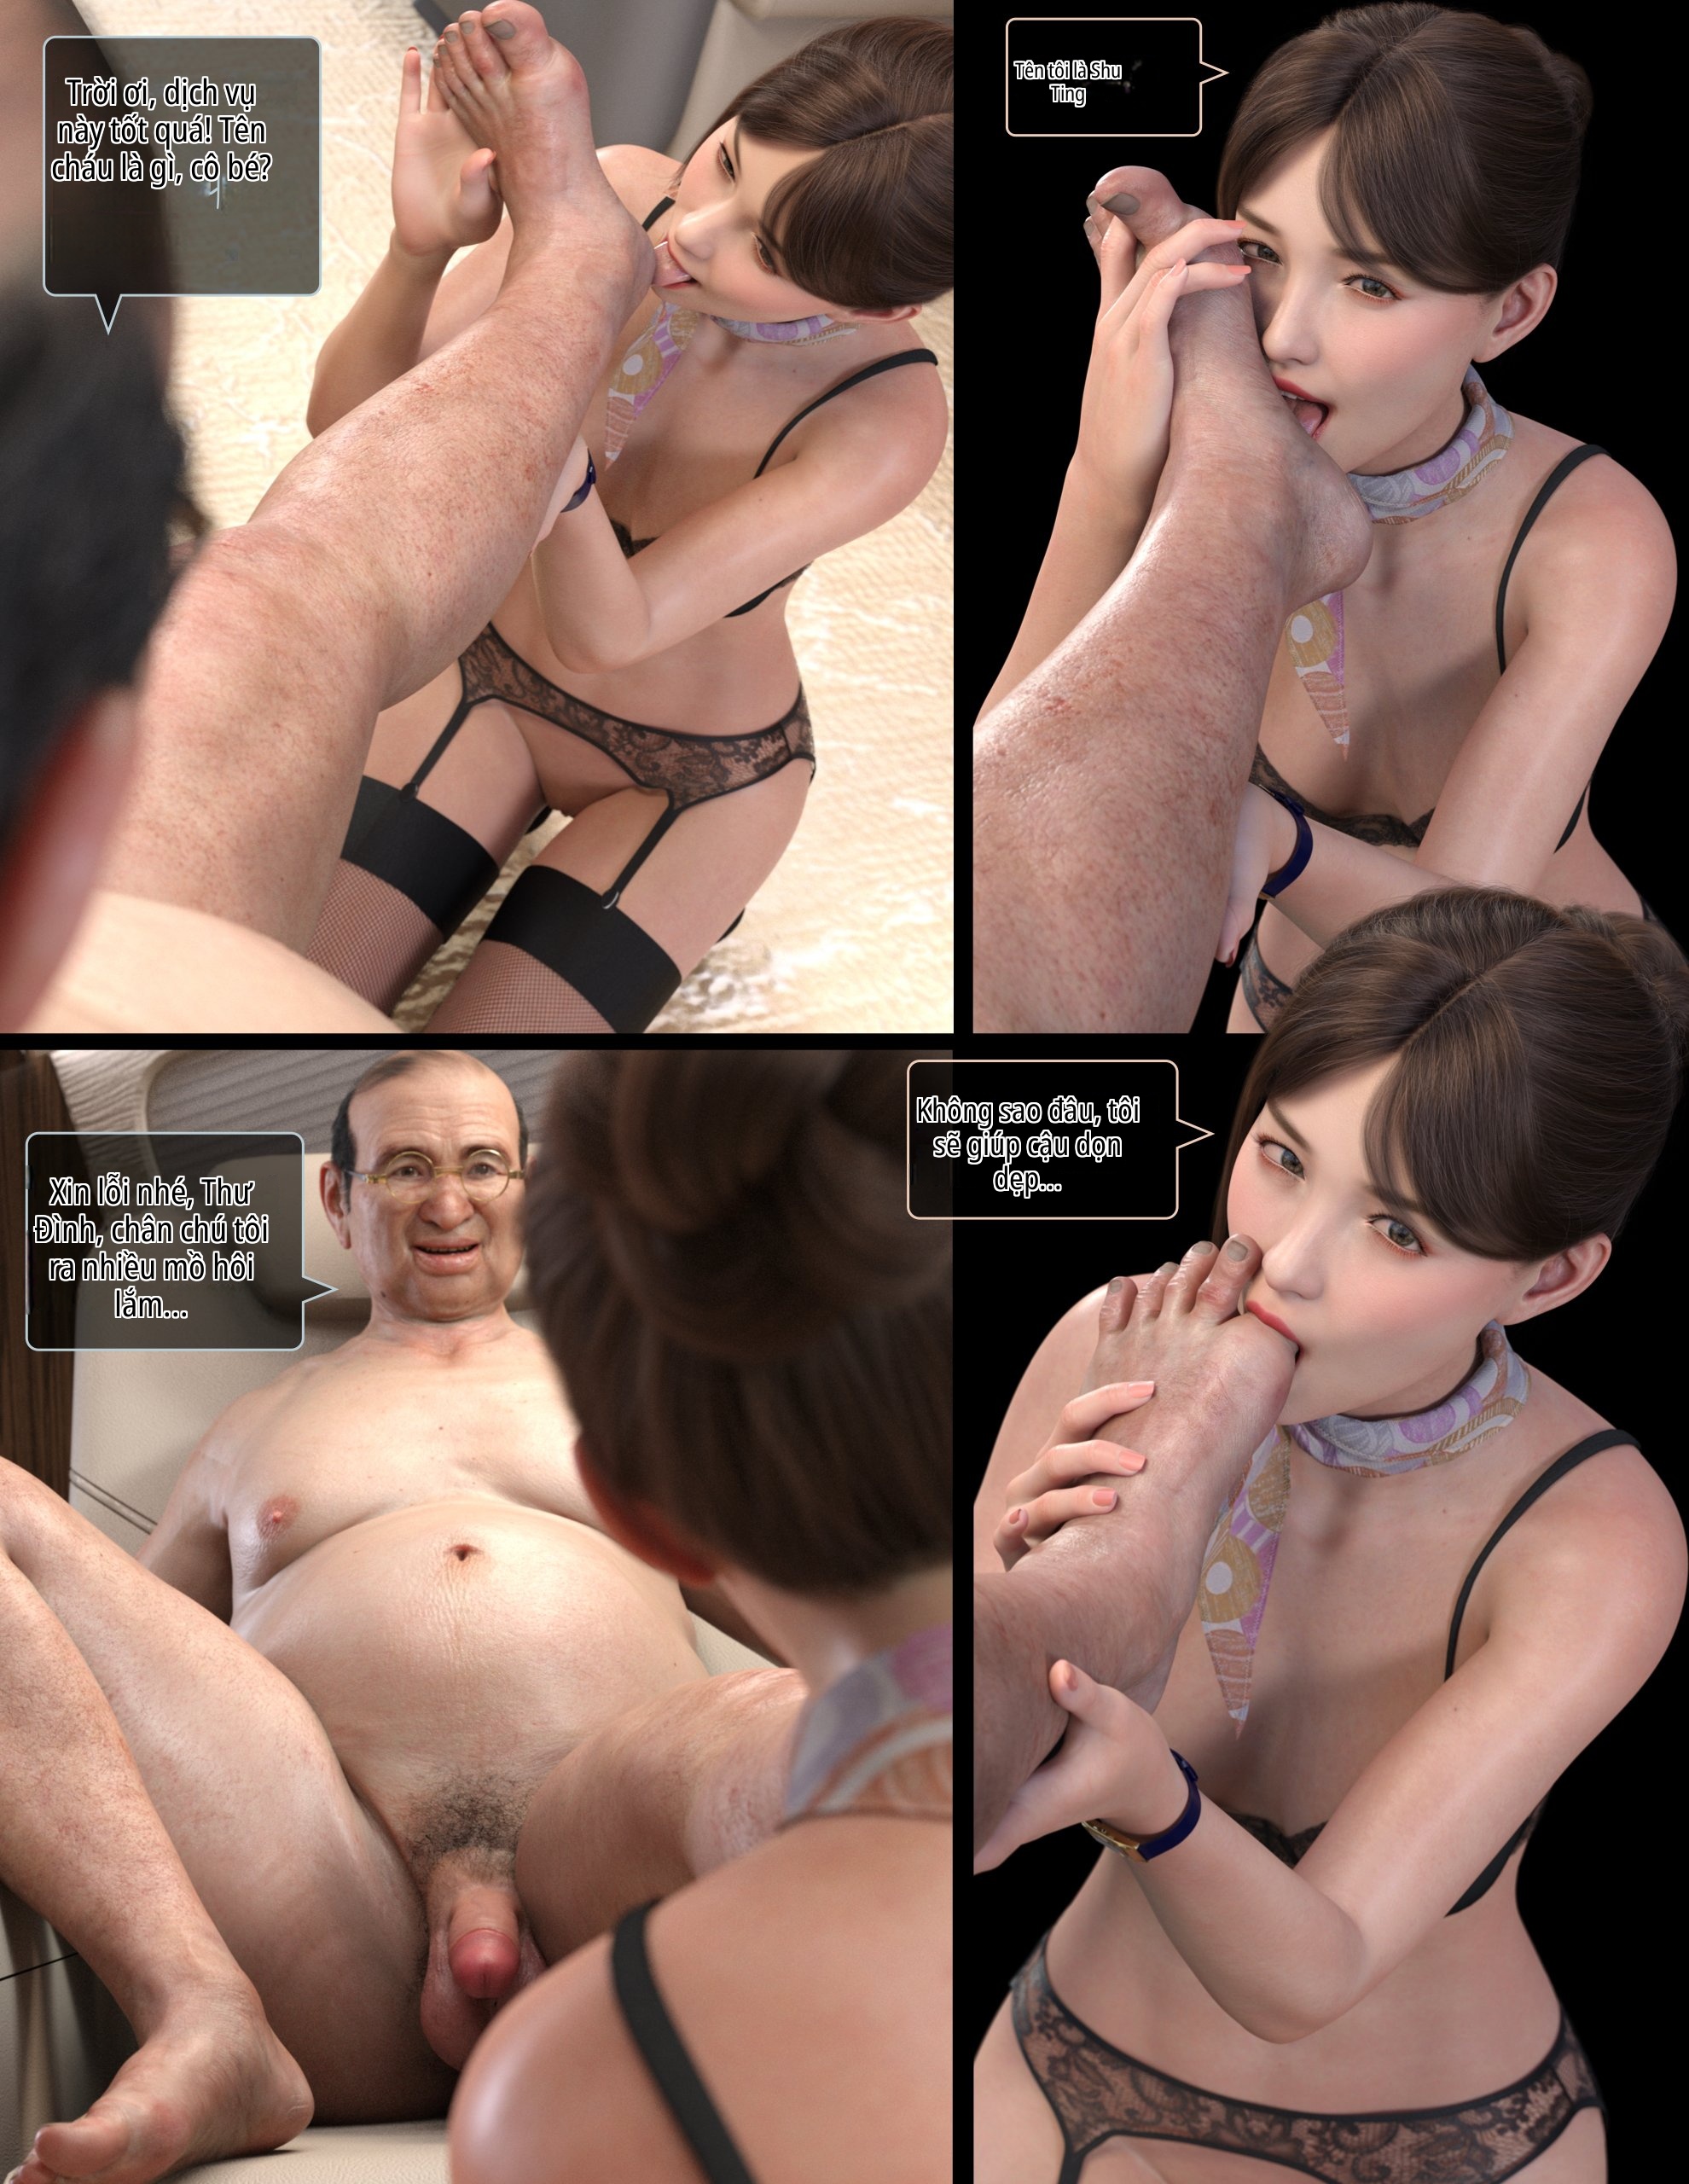 Trời ơi, dịch vụ
này tốt quá! Tên
cháu là gì, cô bé?
Tên tôi là Shu
Ting
Xin lỗi nhé, Thư
Đình, chân chú tôi
ra nhiều mồ hôi
lắm...
Không sao đâu, tôi
sẽ giúp cậu dọn
dẹp...